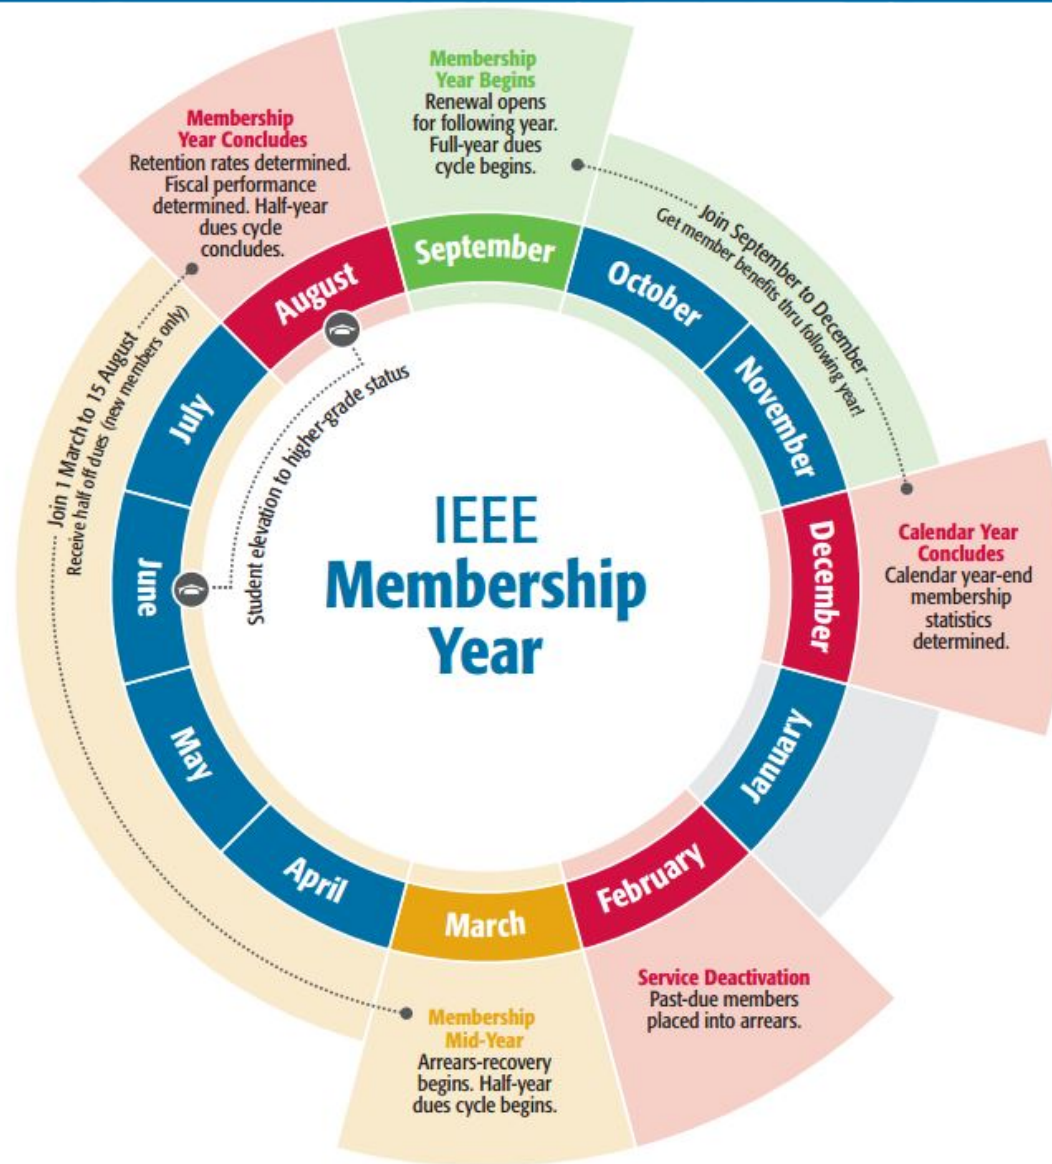 IEEE
Membership
Year
September
Membership
Year Begins
Renewal opens
for following year.
Full-year dues
cycle begins.
Join September to December
Get member benefits thru following year!
October
November
December
Calendar Year
Concludes
Calendar year-end
membership
statistics
determined.
January
February
Service Deactivation
Past-due members
placed into arrears.
March
Membership
Mid-Year
Arrears-recovery
begins. Half-year
dues cycle begins.
Join 1 March to 15 August
Receive half off dues (new members only)
April
May
June
July
Student elevation to higher-grade status
August
Membership
Year Concludes
Retention rates determined.
Fiscal performance
determined. Half-year
dues cycle
concludes.